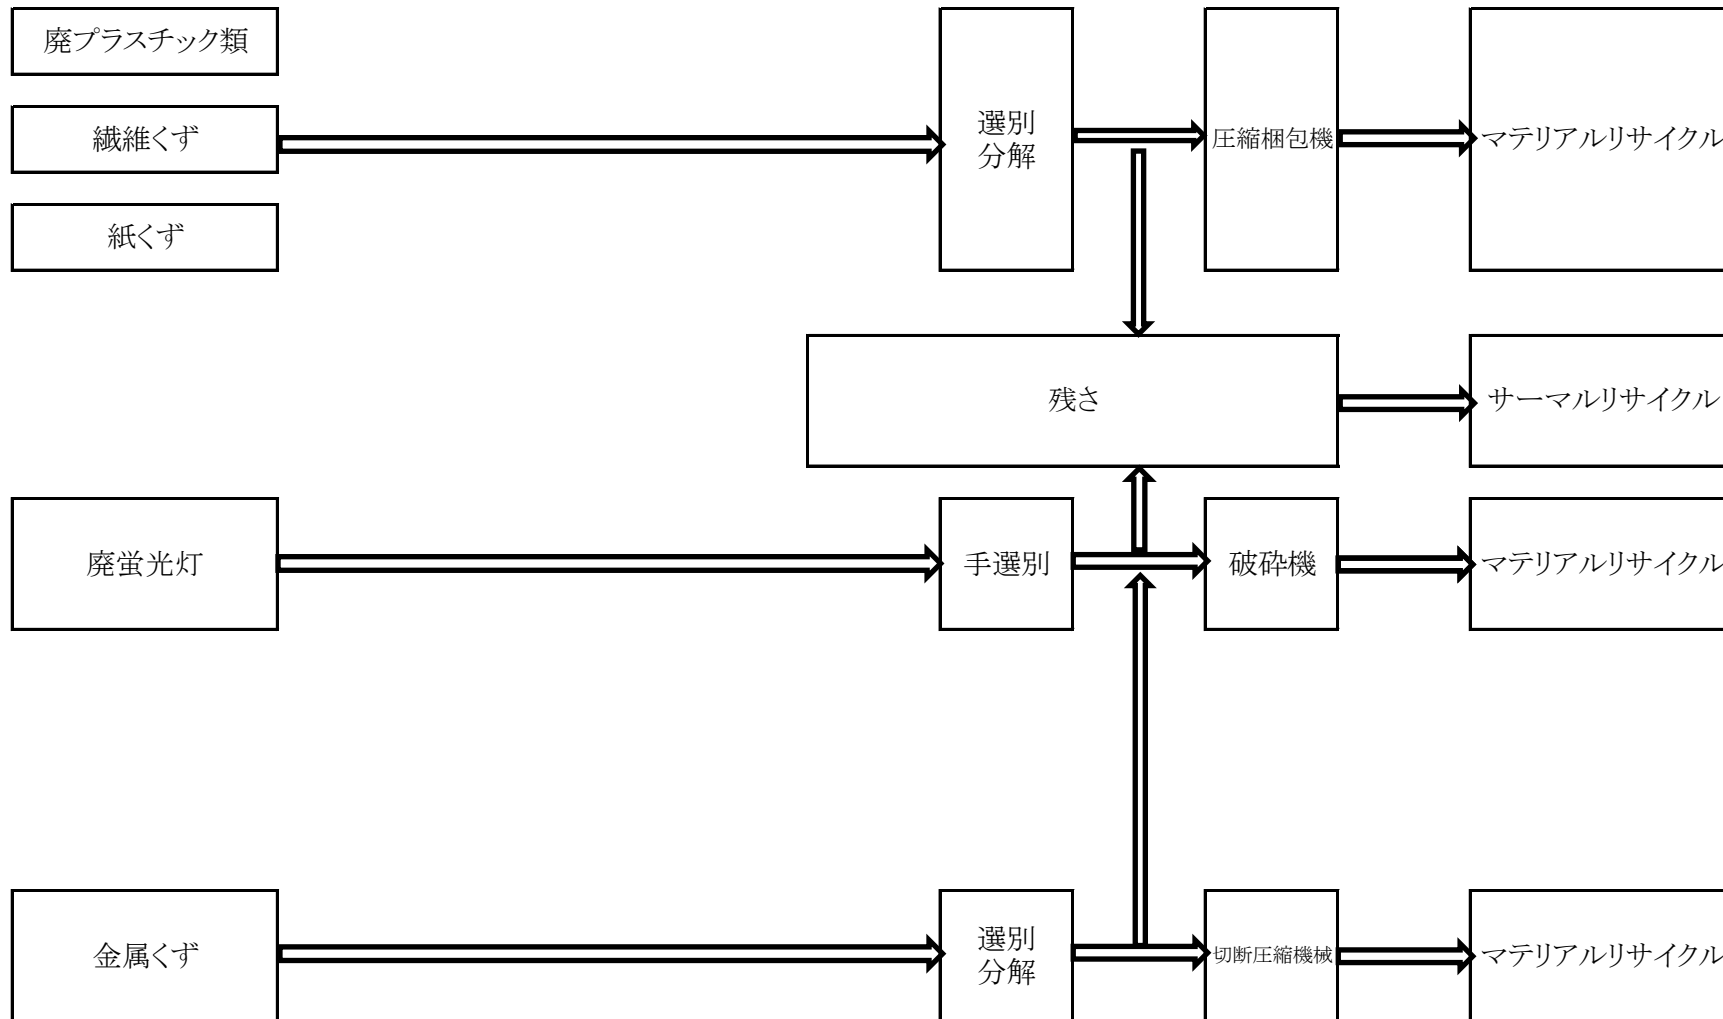 廃プラスチック類
繊維くず
紙くず
選別
分解
圧縮梱包機
マテリアルリサイクル
残さ
サーマルリサイクル
廃蛍光灯
手選別
破砕機
マテリアルリサイクル
金属くず
選別
分解
切断圧縮機械
マテリアルリサイクル